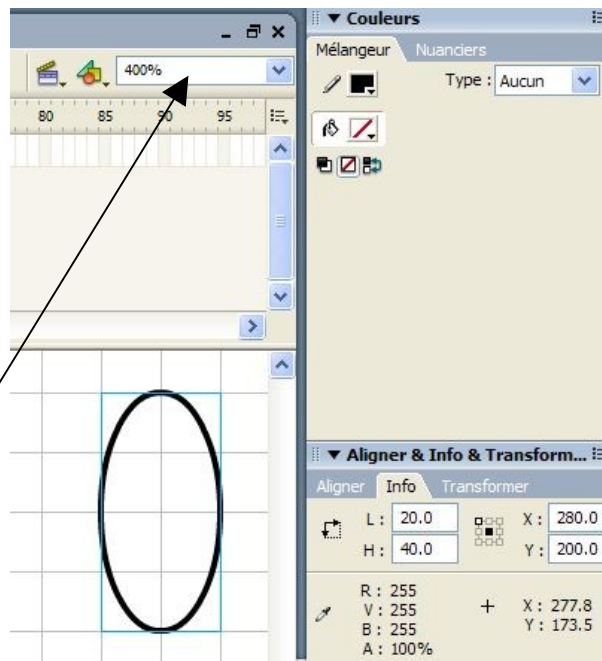 Couleurs
Mélangeur Nuanciers
400%
Type : Aucun
80 85 90 95
Aligner & Info & Transform...
Aligner Info Transformer
L : 20.0 X : 280.0
H : 40.0 Y : 200.0
R : 255
V : 255 X : 277.8
B : 255 Y : 173.5
A : 100%